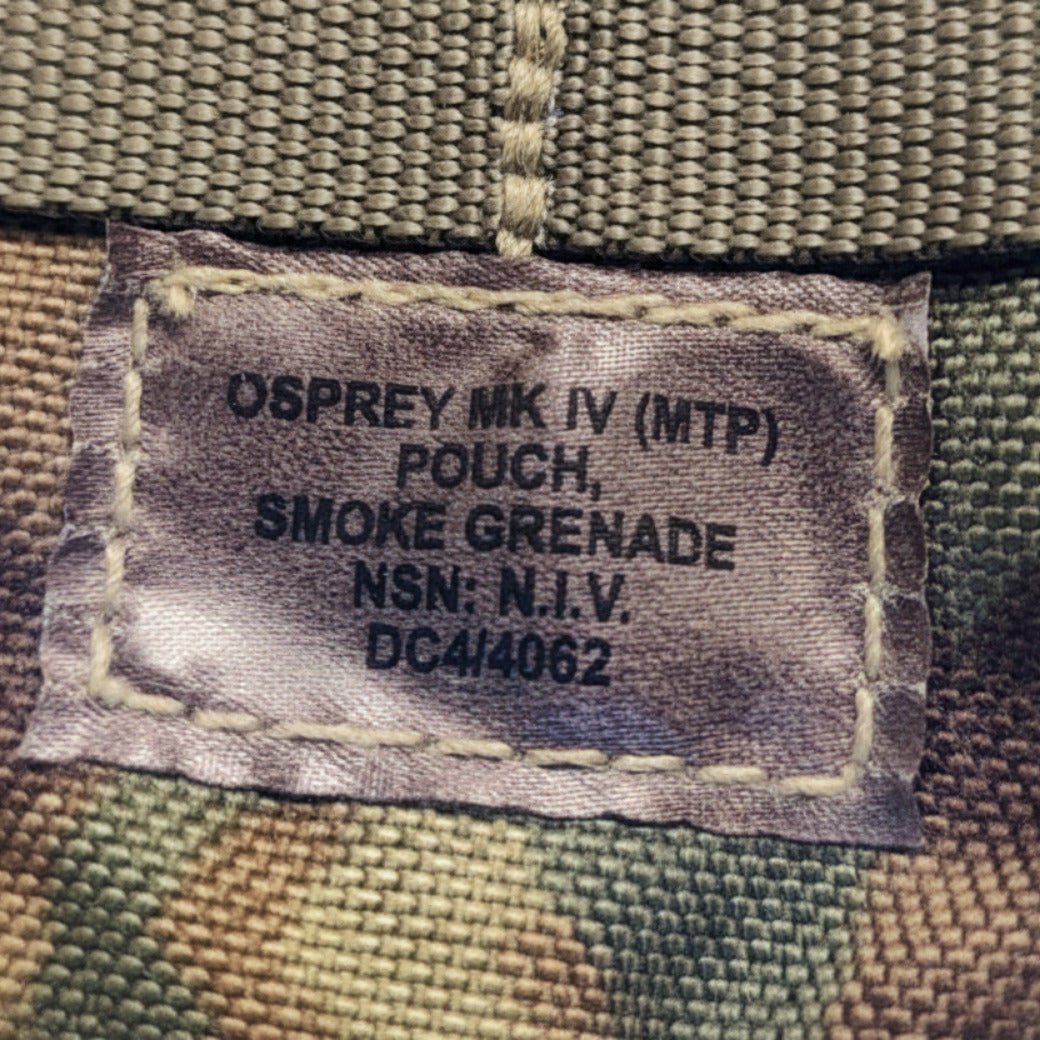 OSPREY MK IV (MTP)
POUCH,
SMOKE GRENADE
NSN: N.I.V.
DC4/4062